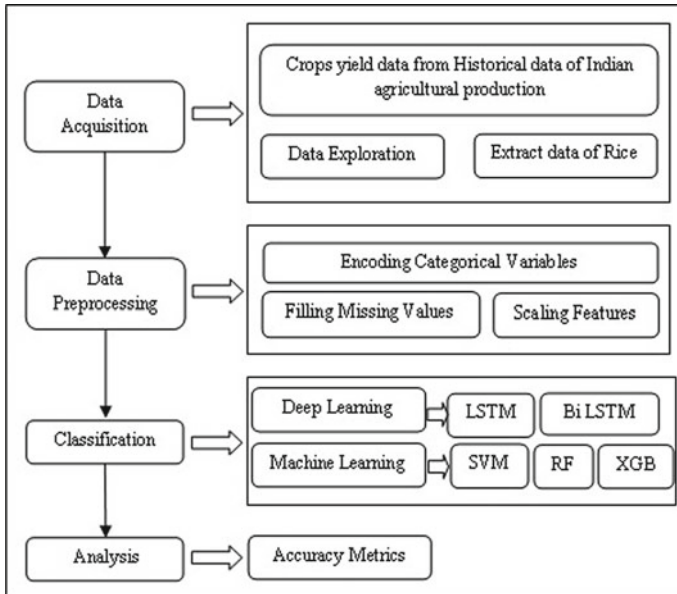 Data
Acquisition
Crops yield data from Historical data of Indian
agricultural production
Data Exploration
Extract data of Rice
Data
Preprocessing
Encoding Categorical Variables
Filling Missing Values
Scaling Features
Classification
Deep Learning
LSTM
Bi LSTM
Machine Learning
SVM
RF
XGB
Analysis
Accuracy Metrics